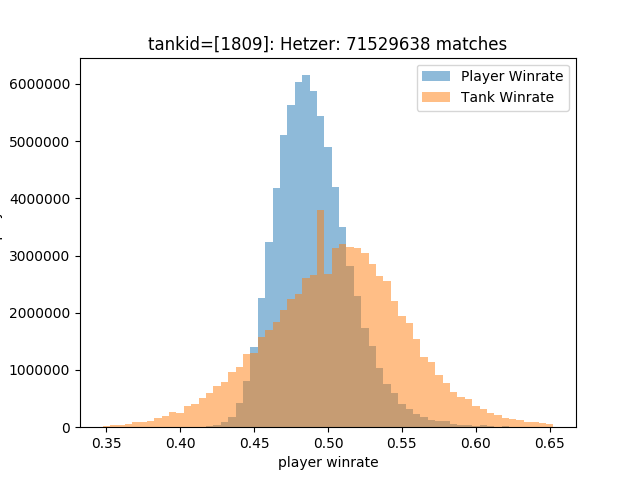 tankid=[1809]: Hetzer: 71529638 matches
Player Winrate
Tank Winrate
6000000
5000000
4000000
3000000
2000000
1000000
0
0.35 0.40 0.45 0.50 0.55 0.60 0.65
player winrate